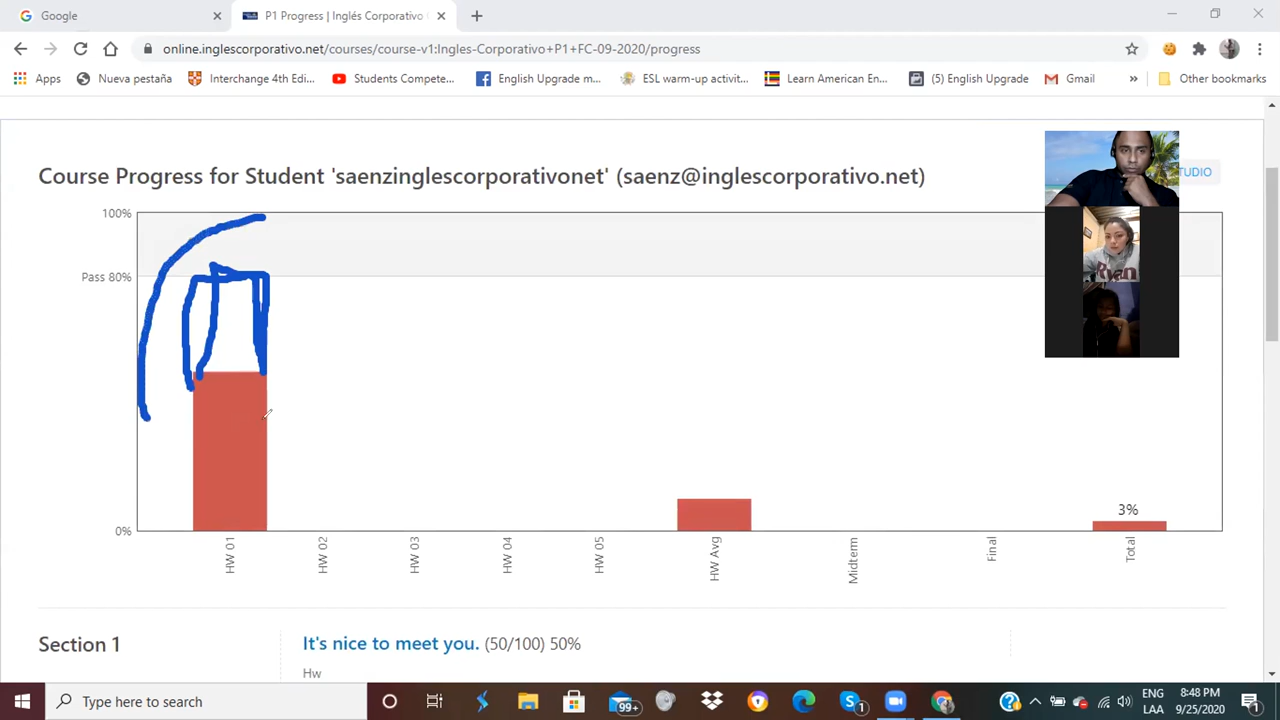 Google
P1 Progress | Inglés Corporativo
online.inglescorporativo.net/courses/course-v1:Ingles-Corporativo+P1+FC-09-2020/progress
Apps Nueva pestaña Interchange 4th Edi... Students Compete... English Upgrade m... ESL warm-up activit... Learn American En... (5) English Upgrade Gmail » Other bookmarks
Course Progress for Student 'saenzinglescorporativonet' (saenz@inglescorporativo.net)
100%
Pass 80%
0%
3%
HW 01
HW 02
HW 03
HW 04
HW 05
HW Avg
Midterm
Final
Total
Section 1
It's nice to meet you. (50/100) 50%
Hw
Type here to search
99+
1
ENG
LAA
8:48 PM
9/25/2020
1